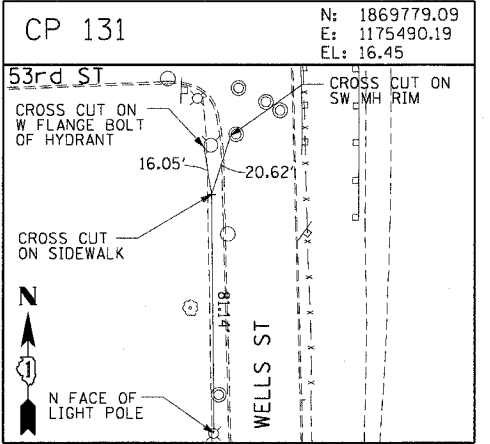 CP 131
N: 1869779.09
E: 1175490.19
EL: 16.45
53rd ST
CROSS CUT ON
SW MH RIM
CROSS CUT ON
W FLANGE BOLT
OF HYDRANT
16.05'
20.62'
CROSS CUT
ON SIDEWALK
N
1
81.14'
WELLS ST
N FACE OF
LIGHT POLE